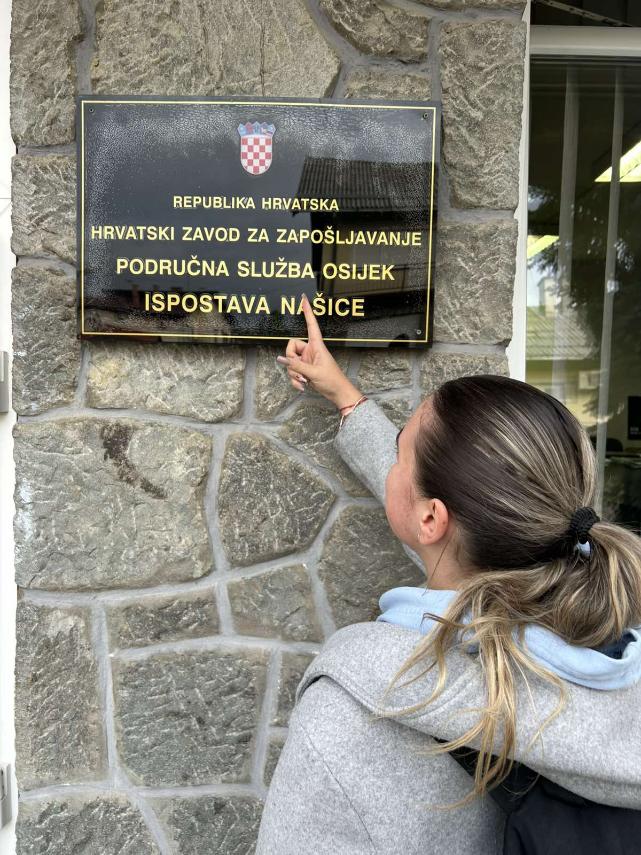 REPUBLIKA HRVATSKA
HRVATSKI ZAVOD ZA ZAPOŠLJAVANJE
PODRUČNA SLUŽBA OSIJEK
ISPOSTAVA NAŠICE